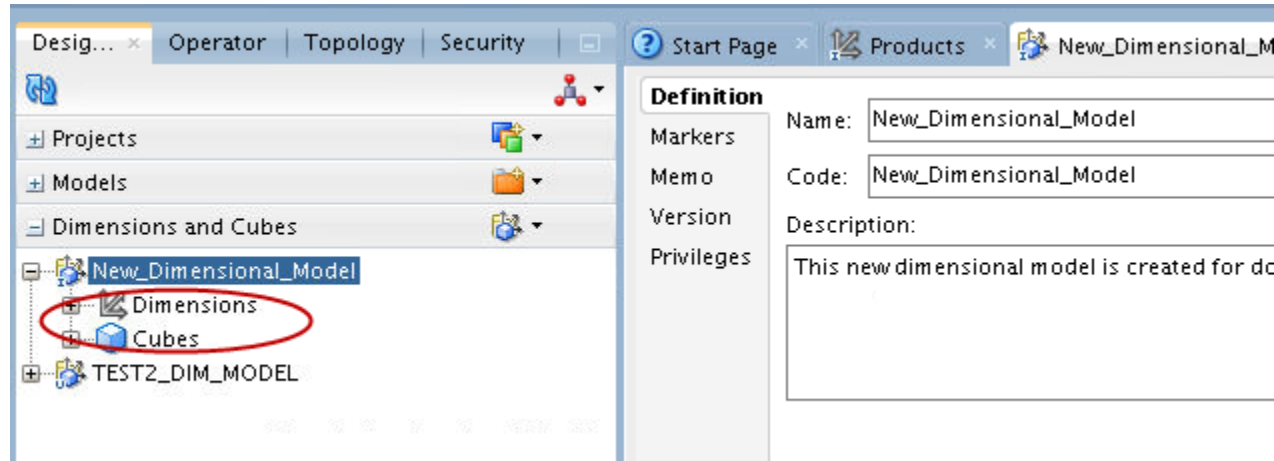 Desig... Operator Topology Security
Projects
Models
Dimensions and Cubes
New_Dimensional_Model
Dimensions
Cubes
TEST2_DIM_MODEL
Start Page Products New_Dimensional_M
Definition
Markers
Memo
Version
Privileges
Name: New_Dimensional_Model
Code: New_Dimensional_Model
Description:
This new dimensional model is created for do